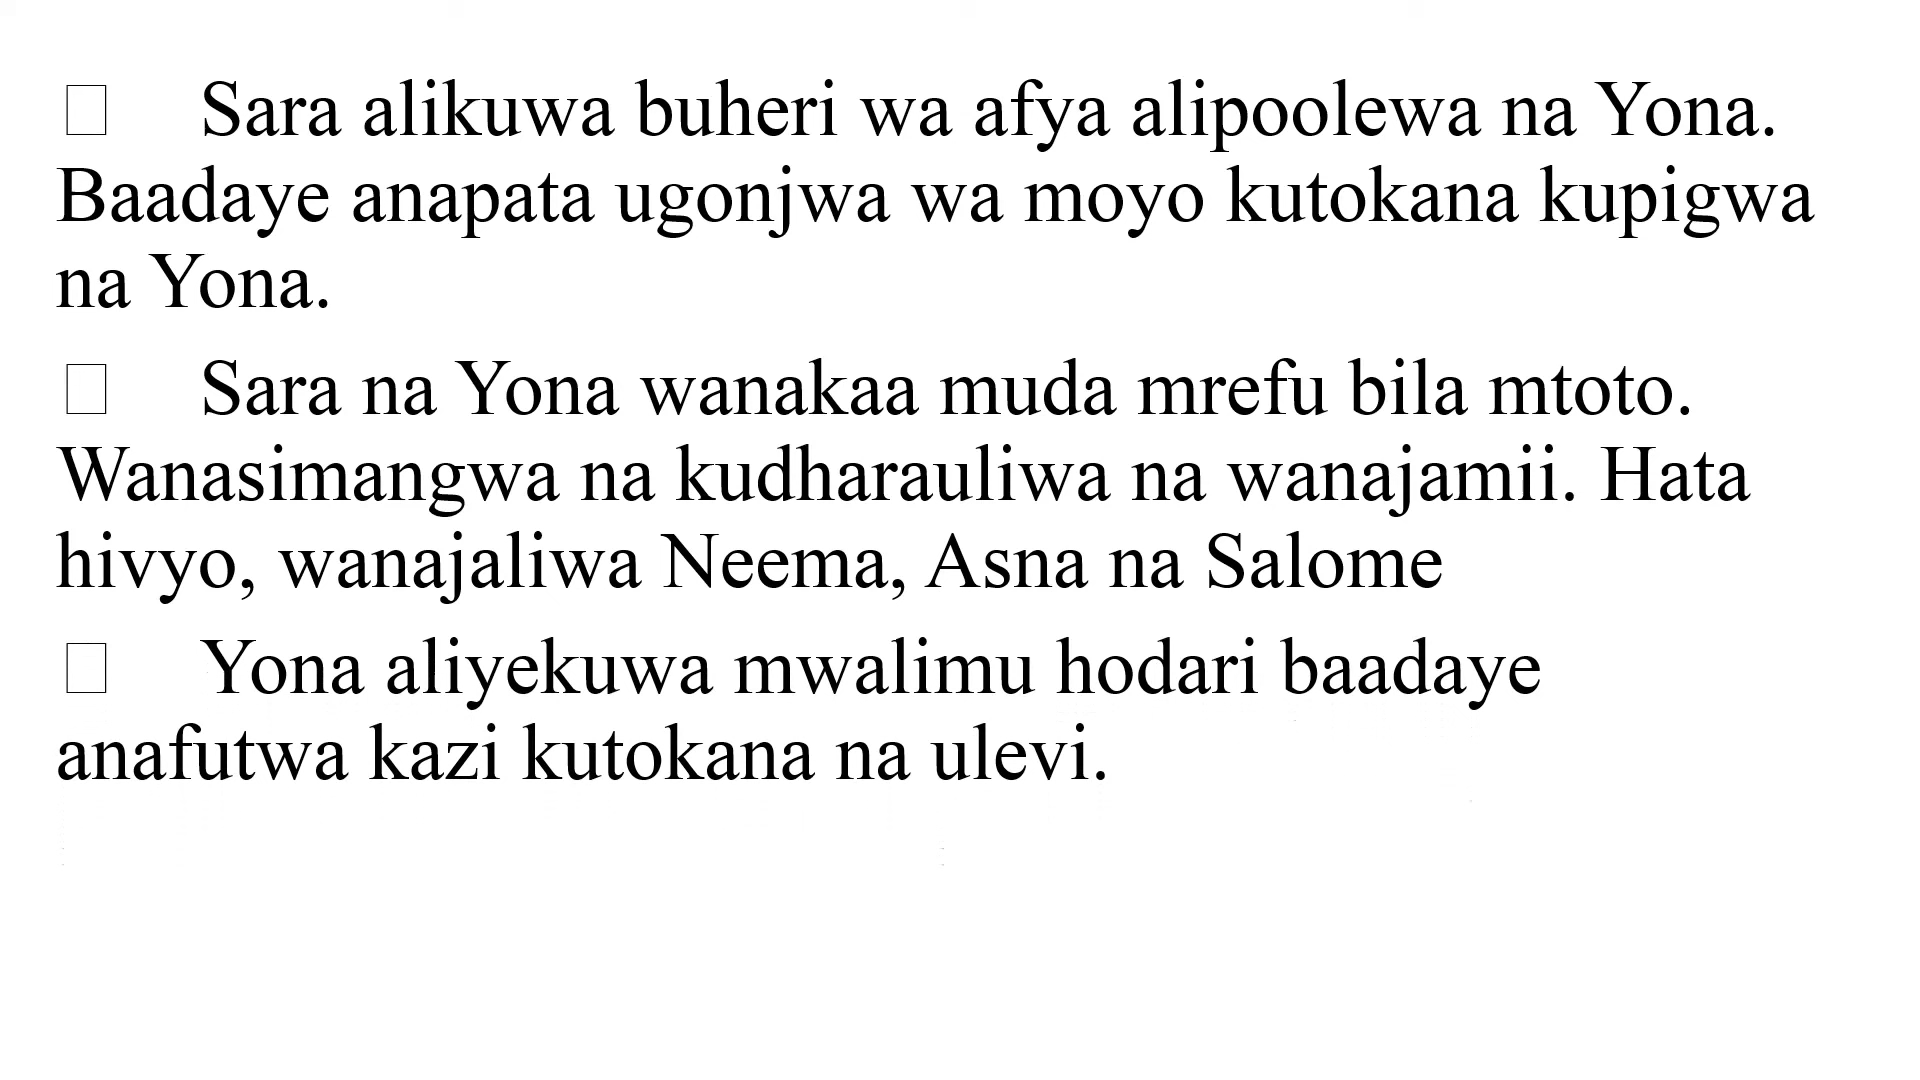 Sara alikuwa buheri wa afya alipoolewa na Yona.
Baadaye anapata ugonjwa wa moyo kutokana kupigwa
na Yona.
Sara na Yona wanakaa muda mrefu bila mtoto.
Wanasimangwa na kudharauliwa na wanajamii. Hata
hivyo, wanajaliwa Neema, Asna na Salome
Yona aliyekuwa mwalimu hodari baadaye
anafutwa kazi kutokana na ulevi.